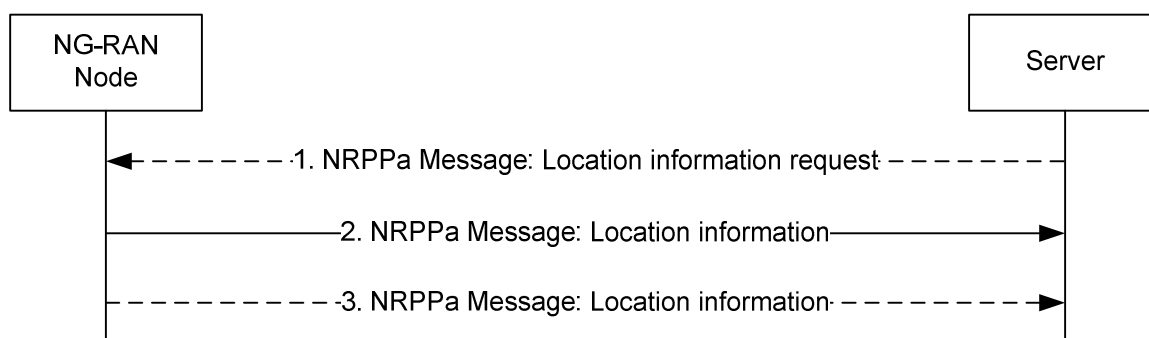 NG-RAN
Node
Server
1. NRPPa Message: Location information request
2. NRPPa Message: Location information
3. NRPPa Message: Location information